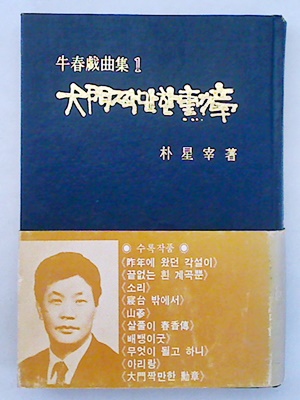 牛春戱曲集 1
大門짝만한 勳章
朴星宰 著
수록작품
《昨年에 왔던 각설이》
《끝없는 흰 계곡뿐》
《소리》
《寢台 밖에서》
《山蔘》
《살풀이 春香傳》
《배뱅이굿》
《무엇이 될고 하니》
《아리랑》
《大門짝만한 勳章》